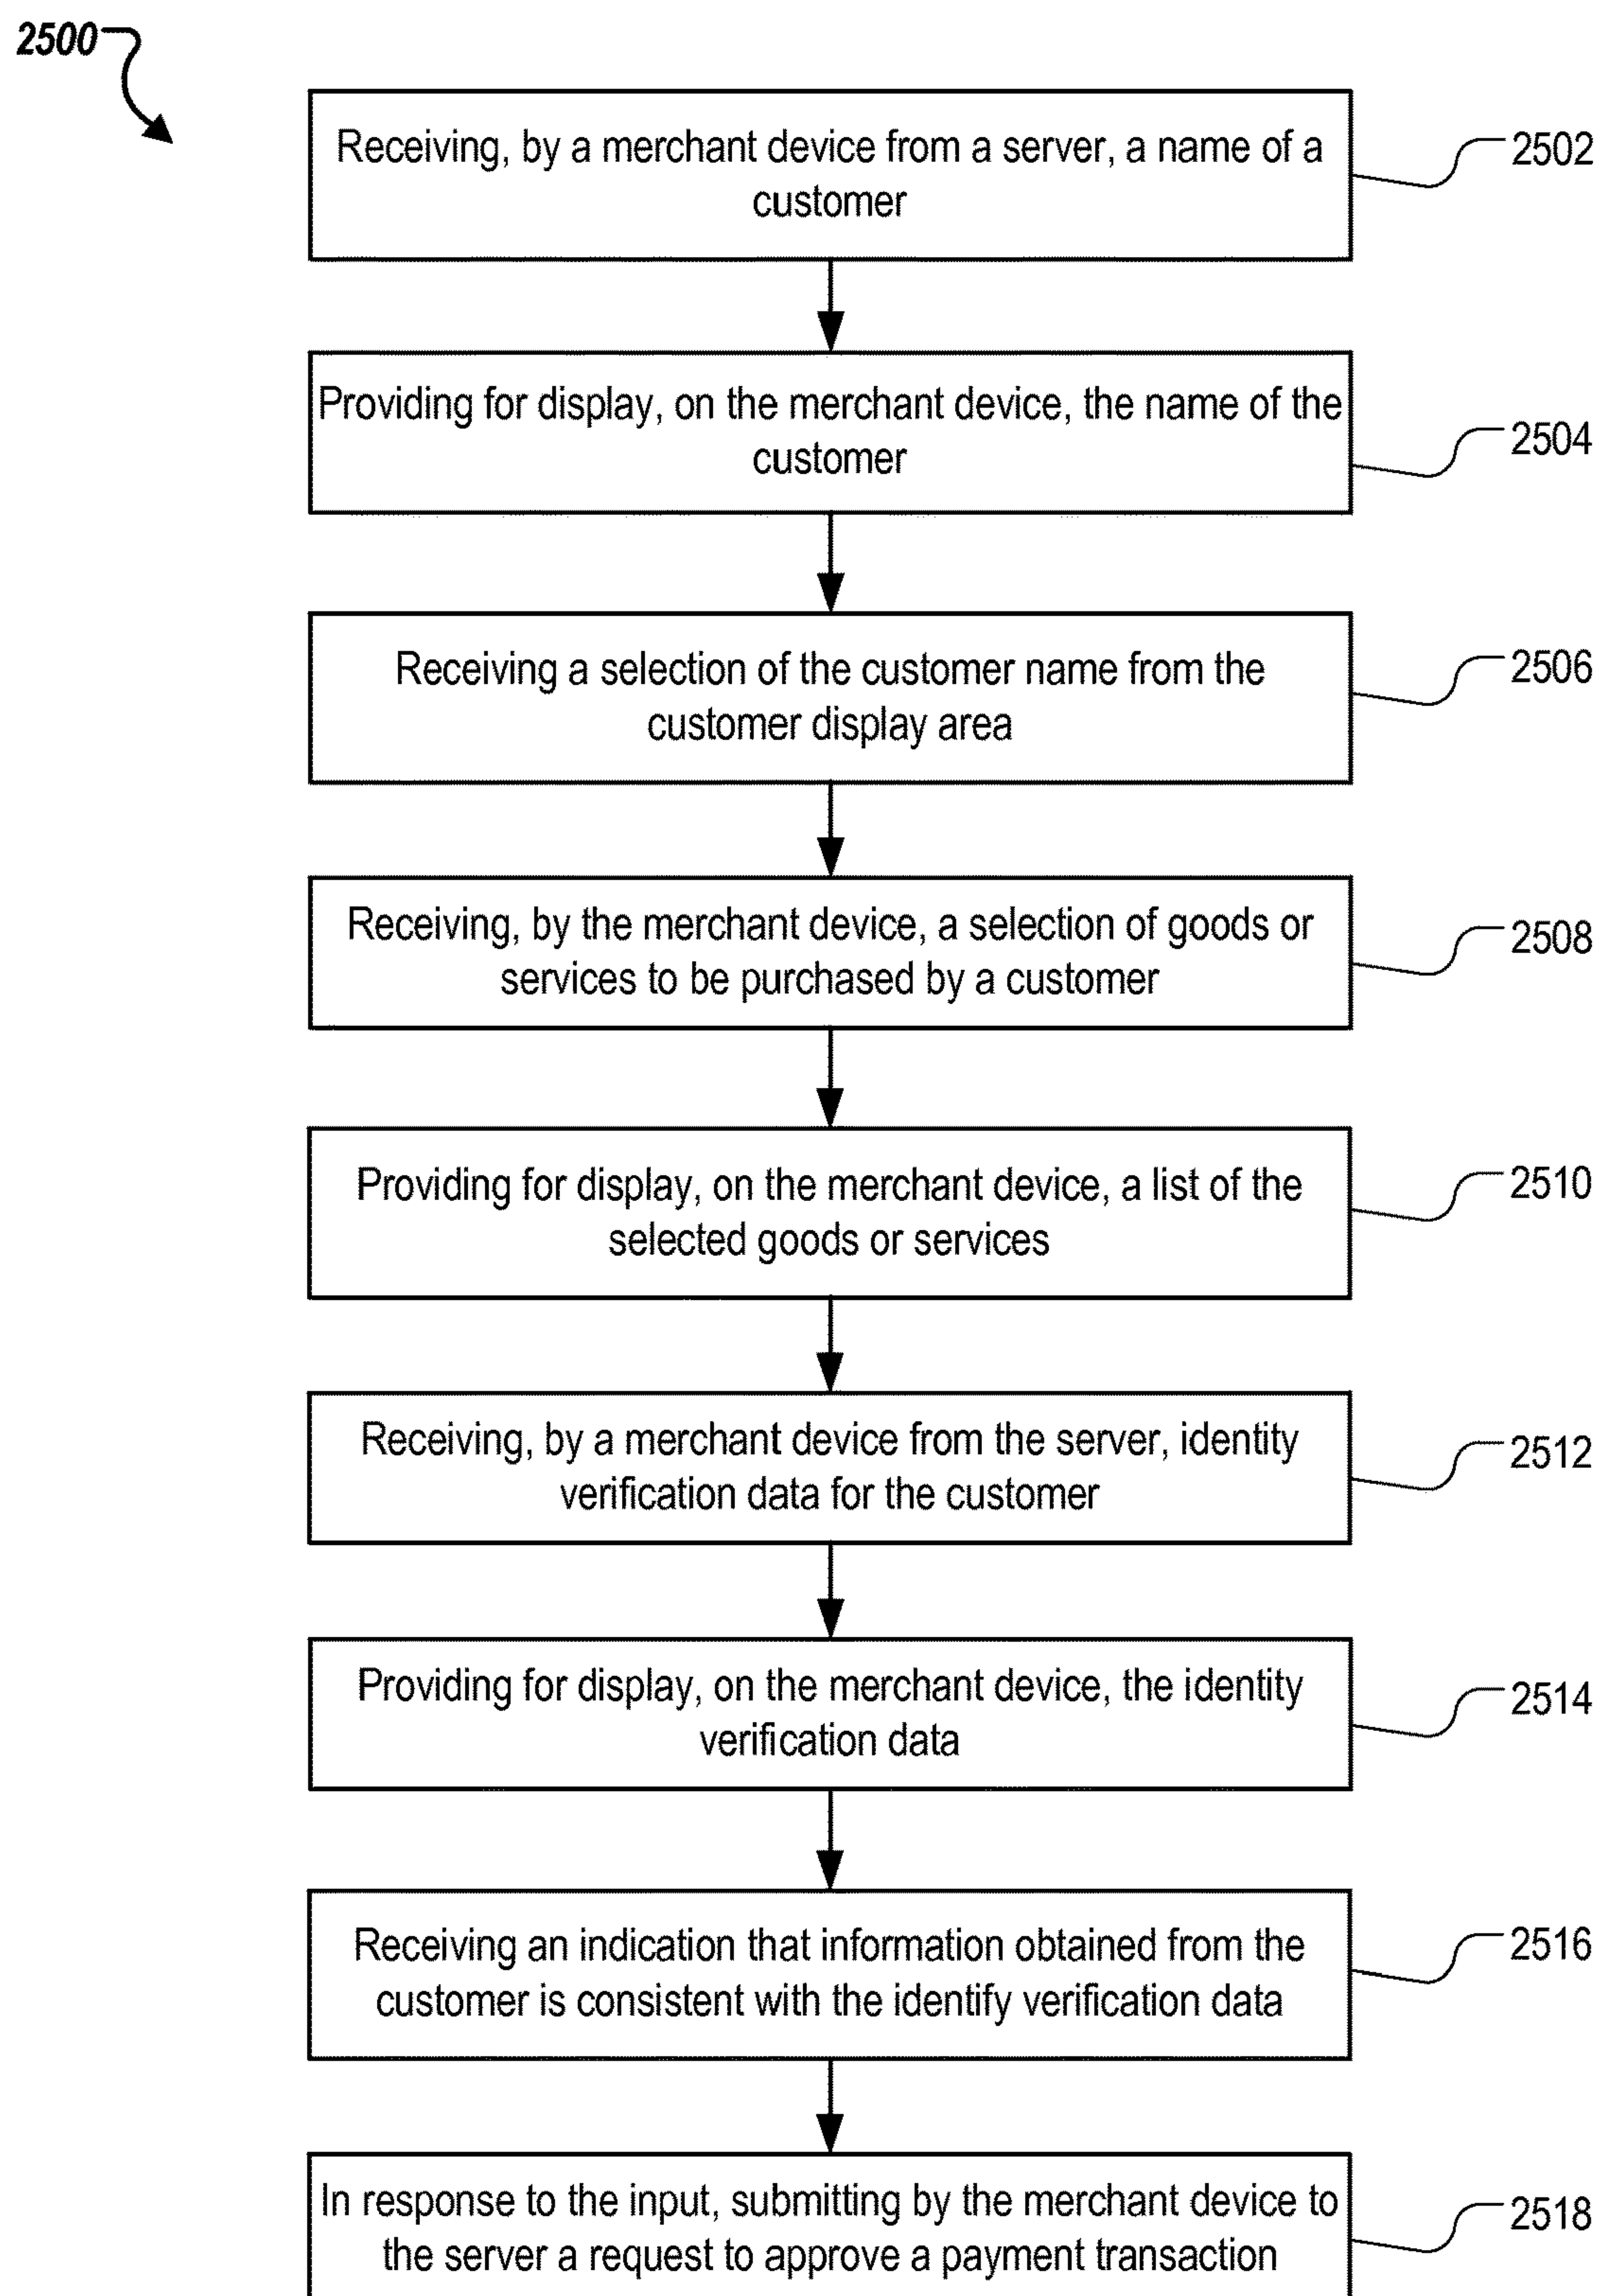 2500
Receiving, by a merchant device from a server, a name of a
customer
2502
Providing for display, on the merchant device, the name of the
customer
2504
Receiving a selection of the customer name from the
customer display area
2506
Receiving, by the merchant device, a selection of goods or
services to be purchased by a customer
2508
Providing for display, on the merchant device, a list of the
selected goods or services
2510
Receiving, by a merchant device from the server, identity
verification data for the customer
2512
Providing for display, on the merchant device, the identity
verification data
2514
Receiving an indication that information obtained from the
customer is consistent with the identify verification data
2516
In response to the input, submitting by the merchant device to
the server a request to approve a payment transaction
2518